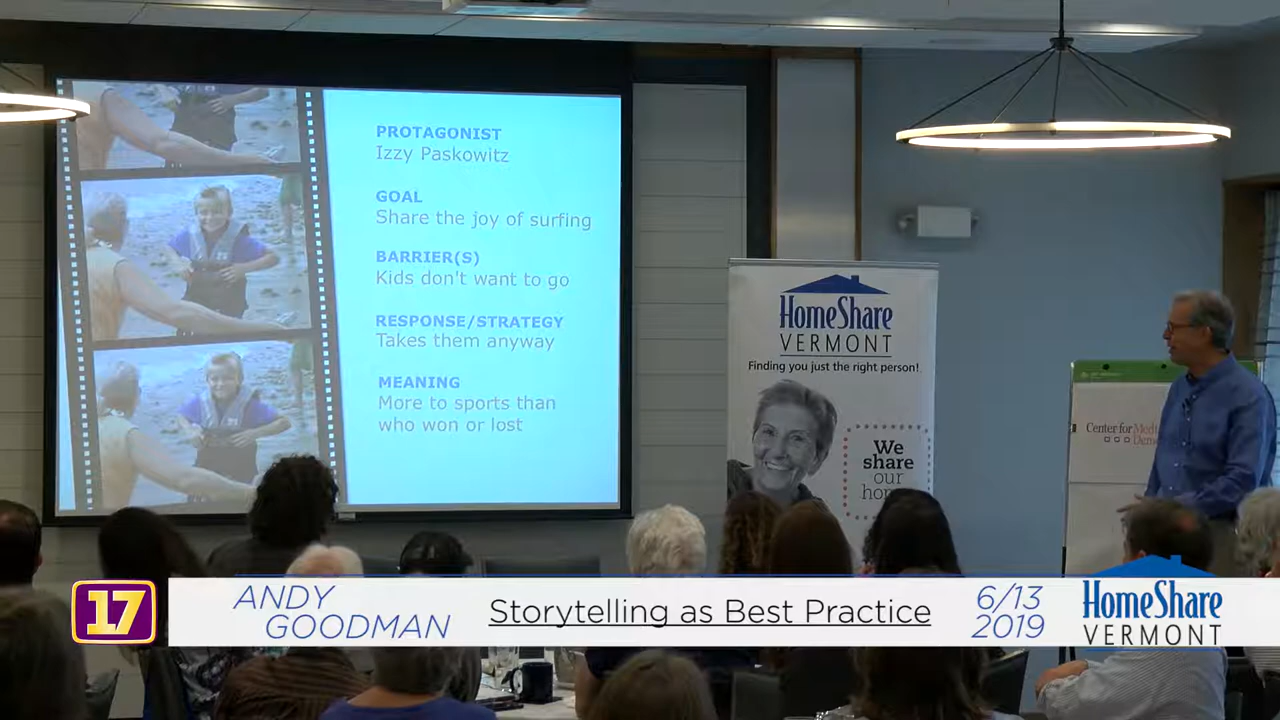 PROTAGONIST
Izzy Paskowitz
GOAL
Share the joy of surfing
BARRIER(S)
Kids don't want to go
RESPONSE/STRATEGY
Takes them anyway
MEANING
More to sports than
who won or lost
HomeShare
VERMONT
Finding you just the right person!
We
share
our
Center for
17
ANDY
GOODMAN
Storytelling as Best Practice
6/13
2019
HomeShare
VERMONT